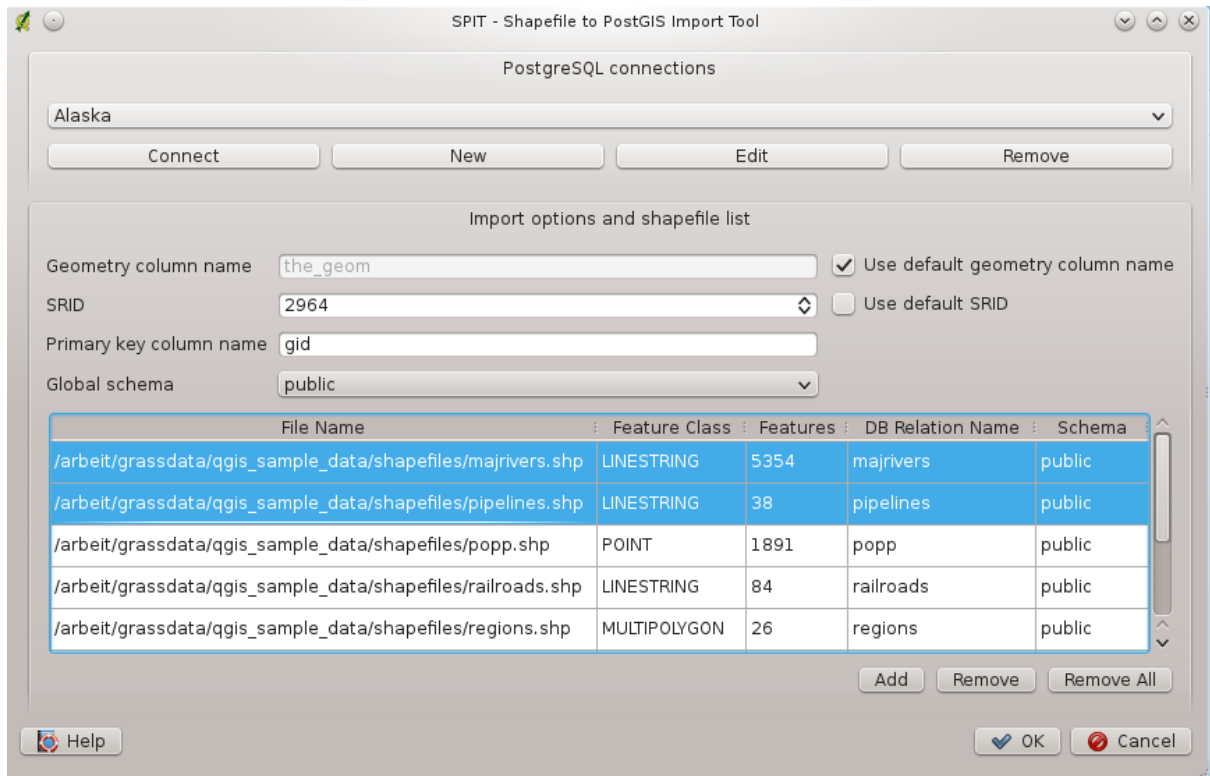 SPIT - Shapefile to PostGIS Import Tool
PostgreSQL connections
Alaska
Connect New Edit Remove
Import options and shapefile list
Geometry column name the_geom Use default geometry column name
SRID 2964 Use default SRID
Primary key column name gid
Global schema public
File Name Feature Class Features DB Relation Name Schema
/arbeit/grassdata/qgis_sample_data/shapefiles/majrivers.shp LINESTRING 5354 majrivers public
/arbeit/grassdata/qgis_sample_data/shapefiles/pipelines.shp LINESTRING 38 pipelines public
/arbeit/grassdata/qgis_sample_data/shapefiles/popp.shp POINT 1891 popp public
/arbeit/grassdata/qgis_sample_data/shapefiles/railroads.shp LINESTRING 84 railroads public
/arbeit/grassdata/qgis_sample_data/shapefiles/regions.shp MULTIPOLYGON 26 regions public
Add Remove Remove All
Help OK Cancel